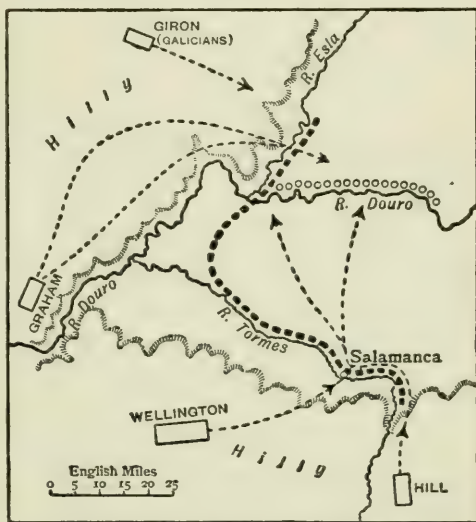 GIRON
(GALICIANS)
R. Esla
Hilly
R. Douro
GRAHAM
R. Douro
R. Tormes
Salamanca
WELLINGTON
Hilly
English Miles
0 5 10 15 20 25
HILL